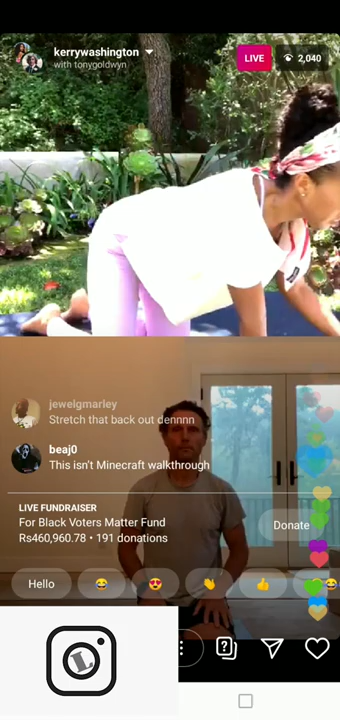 kerrywashington
with tonygoldwyn
LIVE
2,040
jewelgmarley
Stretch that back out dennnn
beaj0
This isn't Minecraft walkthrough
LIVE FUNDRAISER
For Black Voters Matter Fund
Rs460,960.78 • 191 donations
Donate
Hello
L